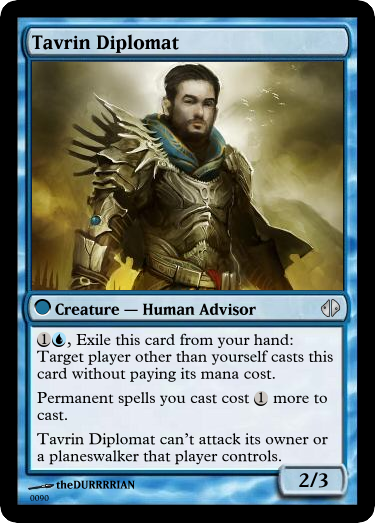 Tavrin Diplomat
Creature — Human Advisor
1, Exile this card from your hand:
Target player other than yourself casts this
card without paying its mana cost.
Permanent spells you cast cost 1 more to
cast.
Tavrin Diplomat can't attack its owner or
a planeswalker that player controls.
theDURRRRIAN
2/3
0090